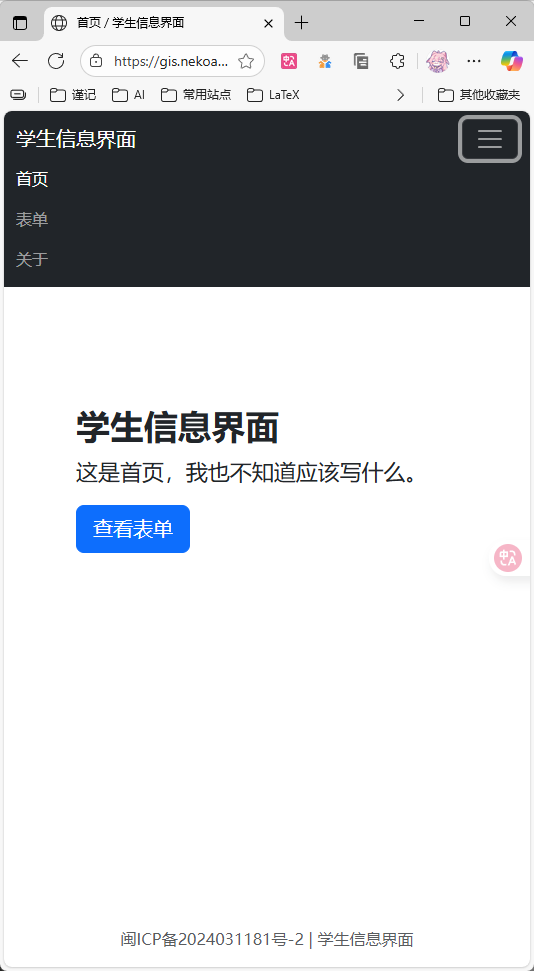 首页 / 学生信息界面
https://gis.nekoa...
谨记
AI
常用站点
LaTeX
其他收藏夹
学生信息界面
首页
表单
关于
学生信息界面
这是首页，我也不知道应该写什么。
查看表单
闽ICP备2024031181号-2 | 学生信息界面